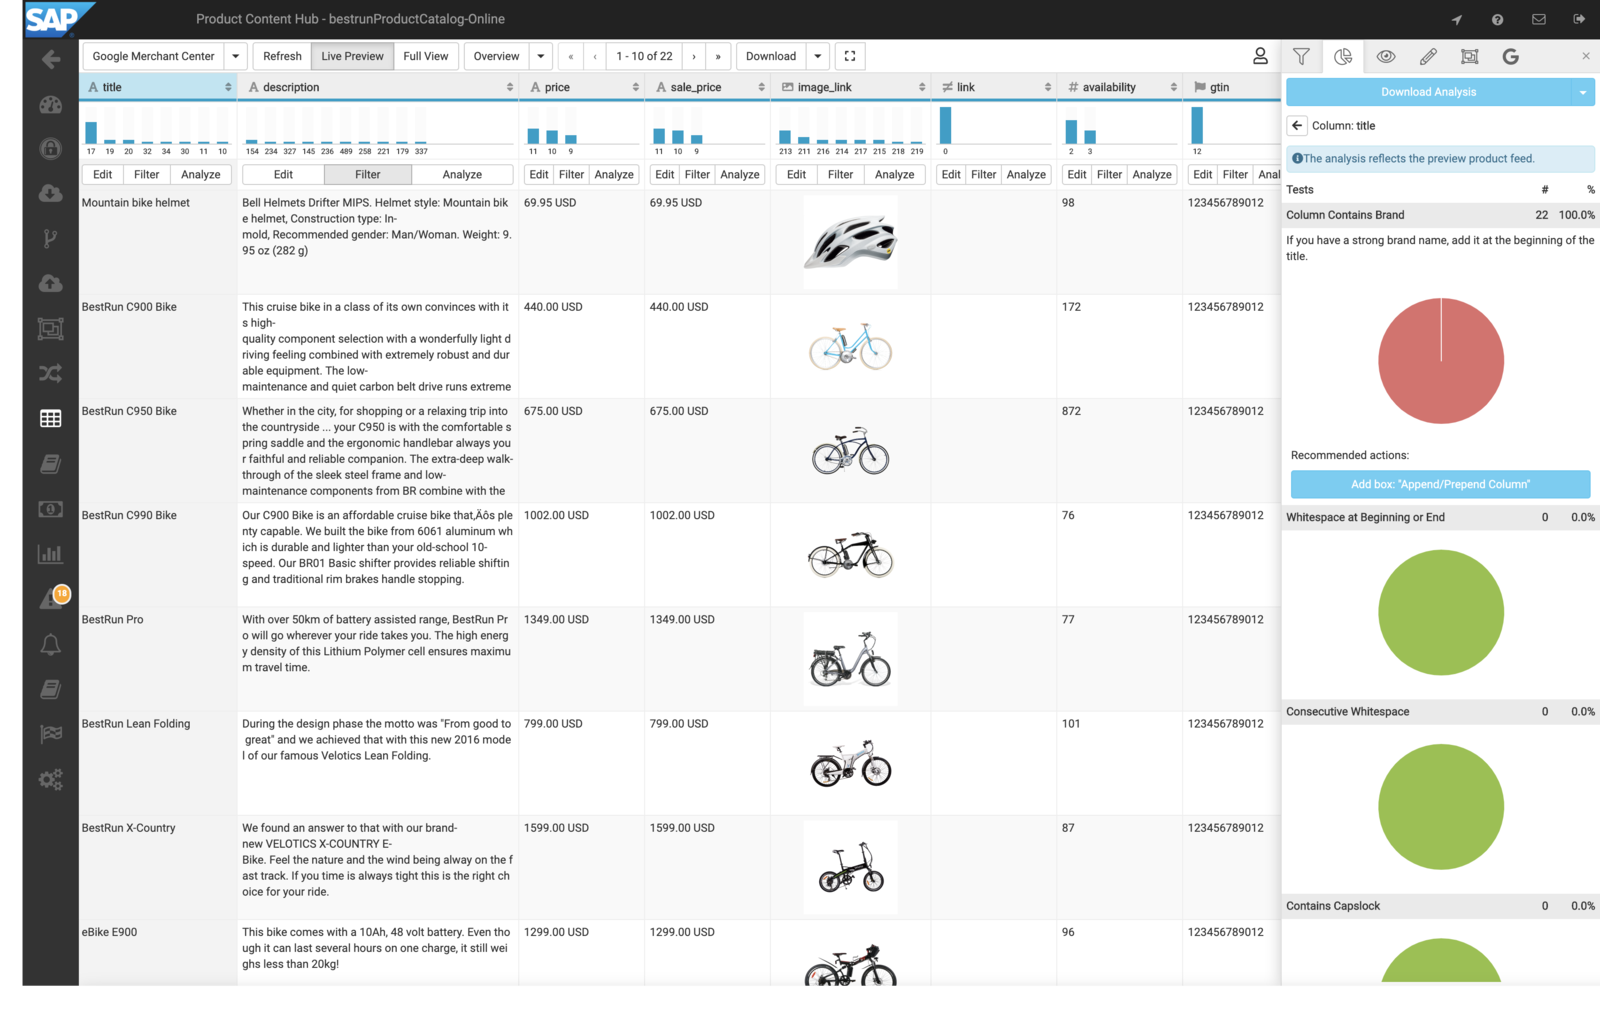 SAP
Product Content Hub - bestrunProductCatalog-Online
Google Merchant Center
Refresh
Live Preview
Full View
Overview
« ‹ 1 - 10 of 22 › »
Download
A title
A description
A price
A sale_price
image_link
link
# availability
gtin
17 19 20 32 34 30 11 10
154 234 327 145 236 489 258 221 179 337
11 10 9
11 10 9
213 211 216 214 217 215 218 219
0
2 3
12
Edit Filter Analyze
Edit Filter Analyze
Edit Filter Analyze
Edit Filter Analyze
Edit Filter Analyze
Edit Filter Analyze
Edit Filter Analyze
Edit Filter Anal
Mountain bike helmet
Bell Helmets Drifter MIPS. Helmet style: Mountain bik
e helmet, Construction type: In-
mold, Recommended gender: Man/Woman. Weight: 9.
95 oz (282 g)
69.95 USD
69.95 USD
98
123456789012
BestRun C900 Bike
This cruise bike in a class of its own convinces with it
s high-
quality component selection with a wonderfully light d
riving feeling combined with extremely robust and dur
able equipment. The low-
maintenance and quiet carbon belt drive runs extreme
440.00 USD
440.00 USD
172
123456789012
BestRun C950 Bike
Whether in the city, for shopping or a relaxing trip into
the countryside ... your C950 is with the comfortable s
pring saddle and the ergonomic handlebar always you
r faithful and reliable companion. The extra-deep walk-
through of the sleek steel frame and low-
maintenance components from BR combine with the
675.00 USD
675.00 USD
872
123456789012
BestRun C990 Bike
Our C900 Bike is an affordable cruise bike that‚Äôs ple
nty capable. We built the bike from 6061 aluminum wh
ich is durable and lighter than your old-school 10-
speed. Our BR01 Basic shifter provides reliable shiftin
g and traditional rim brakes handle stopping.
1002.00 USD
1002.00 USD
76
123456789012
BestRun Pro
With over 50km of battery assisted range, BestRun Pr
o will go wherever your ride takes you. The high energ
y density of this Lithium Polymer cell ensures maximu
m travel time.
1349.00 USD
1349.00 USD
77
123456789012
BestRun Lean Folding
During the design phase the motto was "From good to
great" and we achieved that with this new 2016 mode
l of our famous Velotics Lean Folding.
799.00 USD
799.00 USD
101
123456789012
BestRun X-Country
We found an answer to that with our brand-
new VELOTICS X-COUNTRY E-
Bike. Feel the nature and the wind being alway on the f
ast track. If you time is always tight this is the right ch
oice for your ride.
1599.00 USD
1599.00 USD
87
123456789012
eBike E900
This bike comes with a 10Ah, 48 volt battery. Even tho
ugh it can last several hours on one charge, it still wei
ghs less than 20kg!
1299.00 USD
1299.00 USD
96
123456789012
18
G
×
Download Analysis
Column: title
The analysis reflects the preview product feed.
Tests # %
Column Contains Brand 22 100.0%
If you have a strong brand name, add it at the beginning of the
title.
Recommended actions:
Add box: "Append/Prepend Column"
Whitespace at Beginning or End 0 0.0%
Consecutive Whitespace 0 0.0%
Contains Capslock 0 0.0%